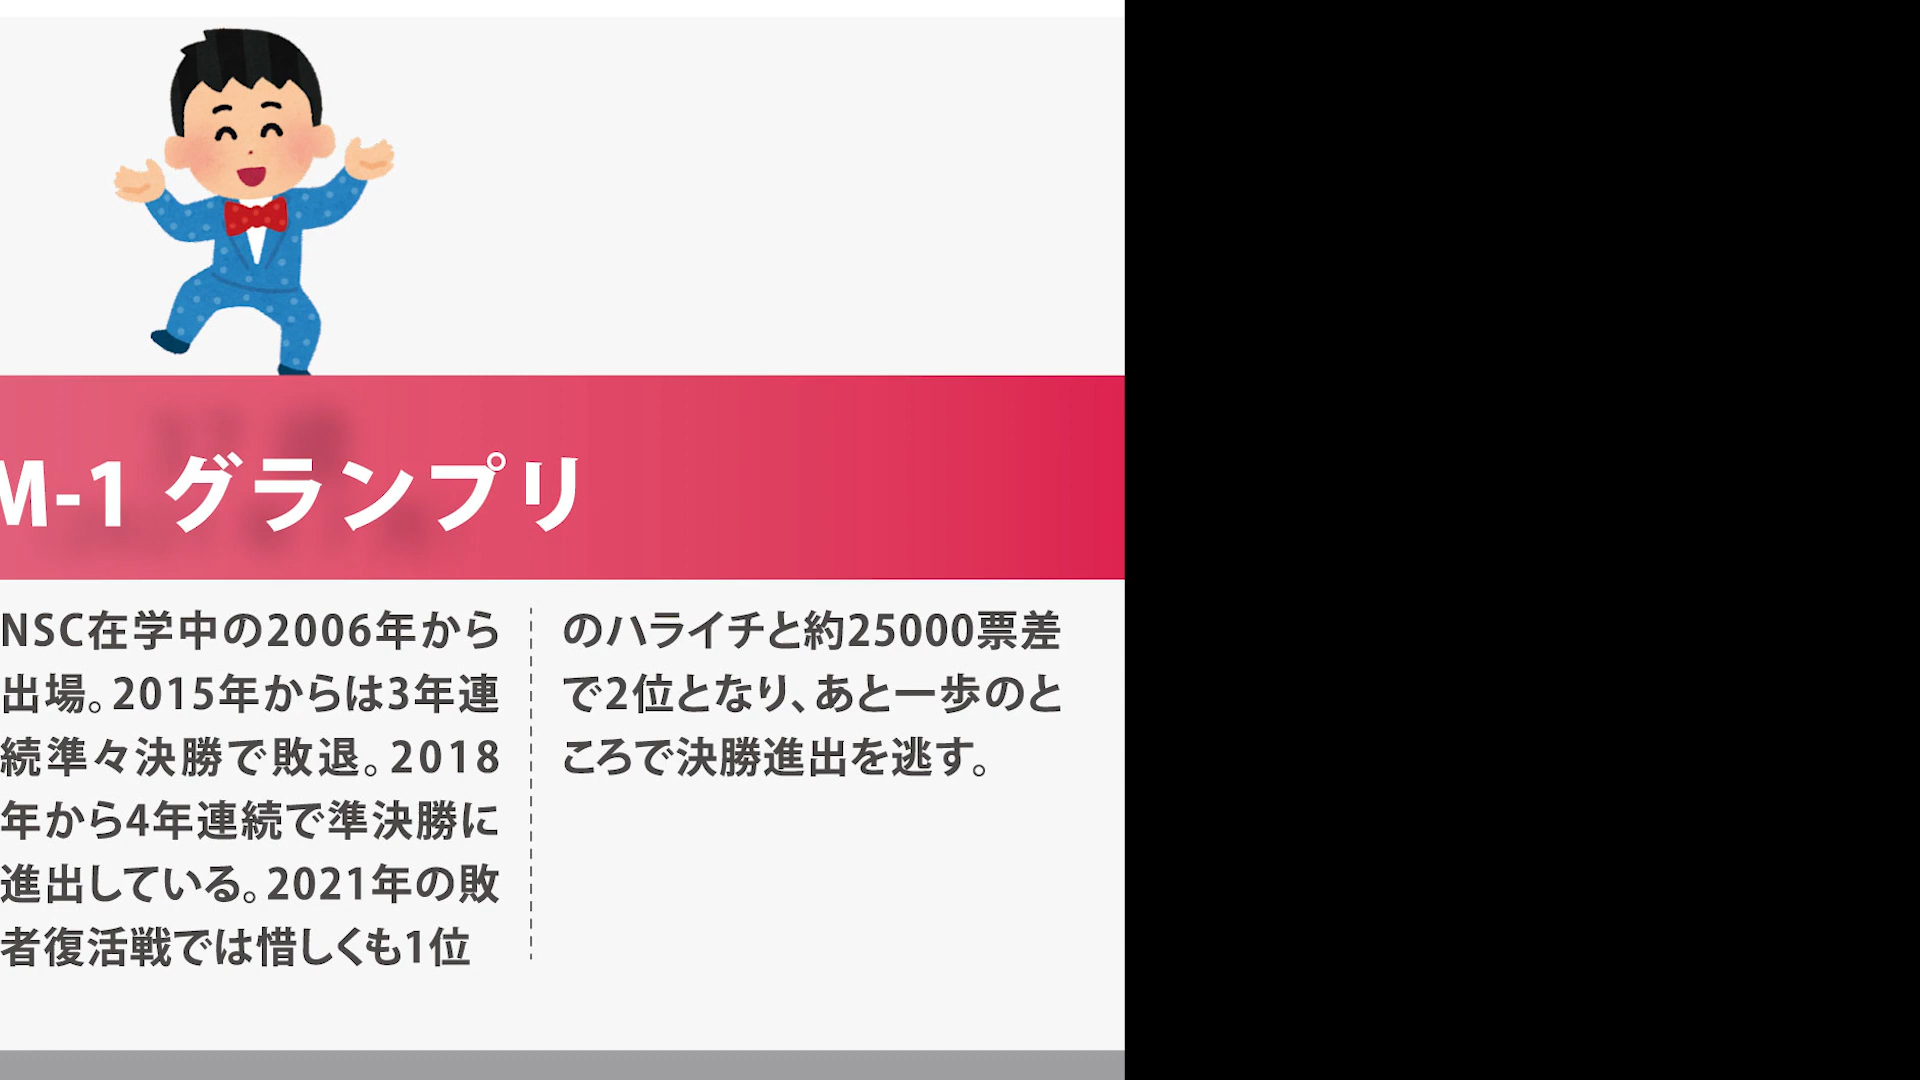 M-1 グランプリ
NSC在学中の2006年から
出場。2015年からは3年連
続準々決勝で敗退。2018
年から4年連続で準決勝に
進出している。2021年の敗
者復活戦では惜しくも1位
のハライチと約25000票差
で2位となり、あと一歩のと
ころで決勝進出を逃す。